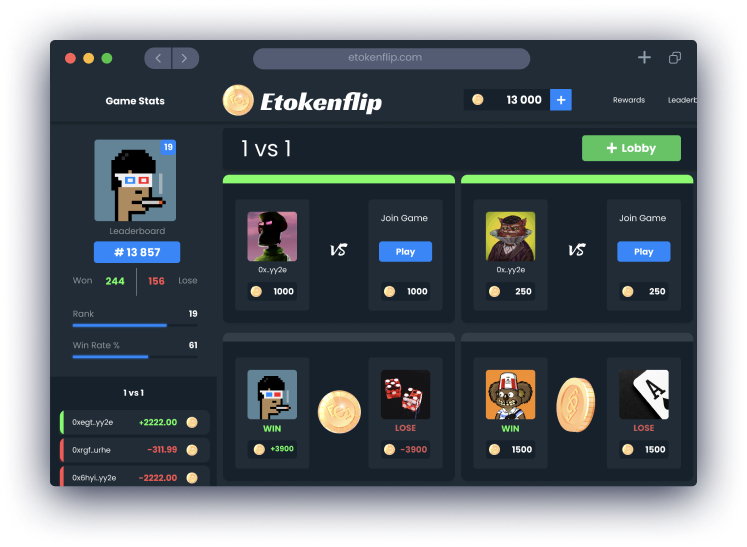 etokenflip.com
Game Stats
Etokenflip
13 000
+
Rewards
Leaderb
19
Leaderboard
# 13 857
Won 244 156 Lose
Rank 19
Win Rate % 61
1 vs 1
0xegt..yy2e +2222.00
0xrgf..urhe -311.99
0x6hyi..yy2e -2222.00
1 vs 1
+ Lobby
0x..yy2e
1000
VS
Join Game
Play
1000
0x..yy2e
250
VS
Join Game
Play
250
WIN
+3900
LOSE
-3900
WIN
1500
A
LOSE
1500